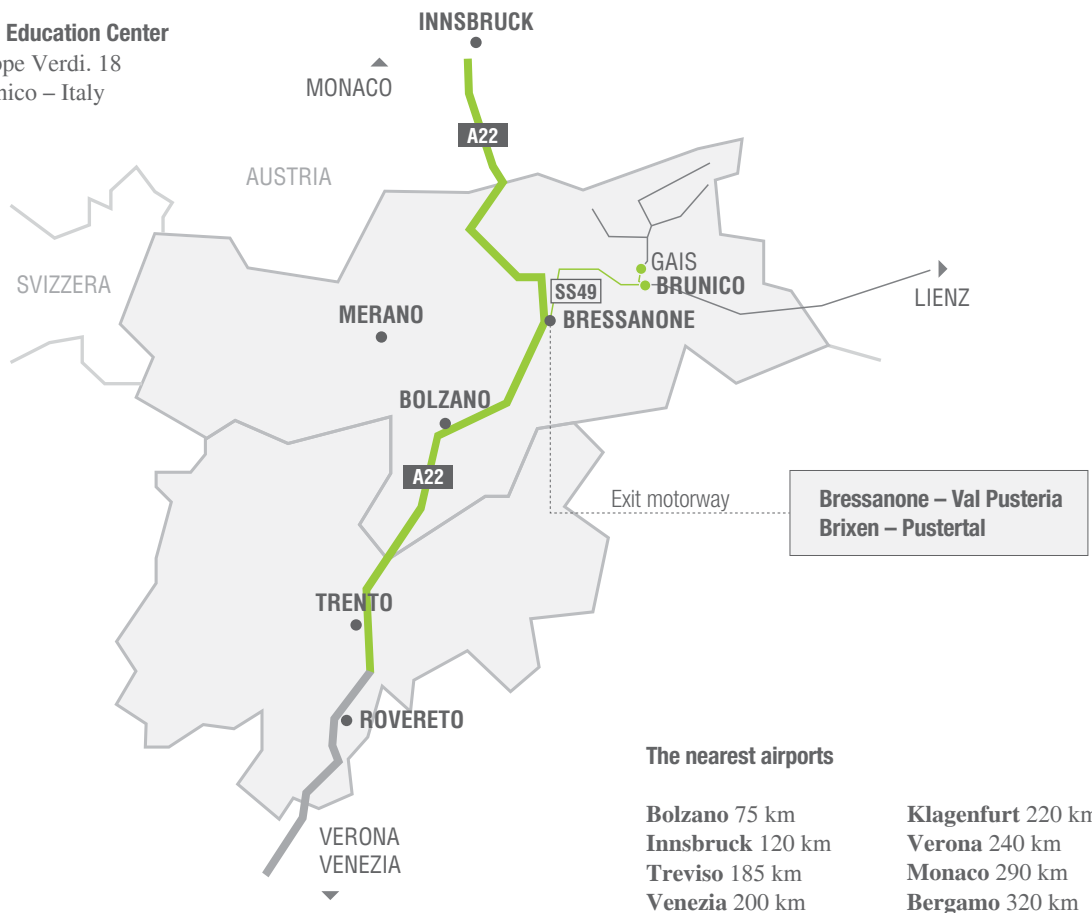 Education Center
INNSBRUCK
ope Verdi. 18
nico – Italy
MONACO
A22
AUSTRIA
GAIS
SVIZZERA
BRUNICO
SS49
LIENZ
MERANO
BRESSANONE
BOLZANO
A22
Exit motorway
Bressanone – Val Pusteria
Brixen – Pustertal
TRENTO
ROVERETO
VERONA
VENEZIA
The nearest airports
Bolzano 75 km
Innsbruck 120 km
Treviso 185 km
Venezia 200 km
Klagenfurt 220 km
Verona 240 km
Monaco 290 km
Bergamo 320 km